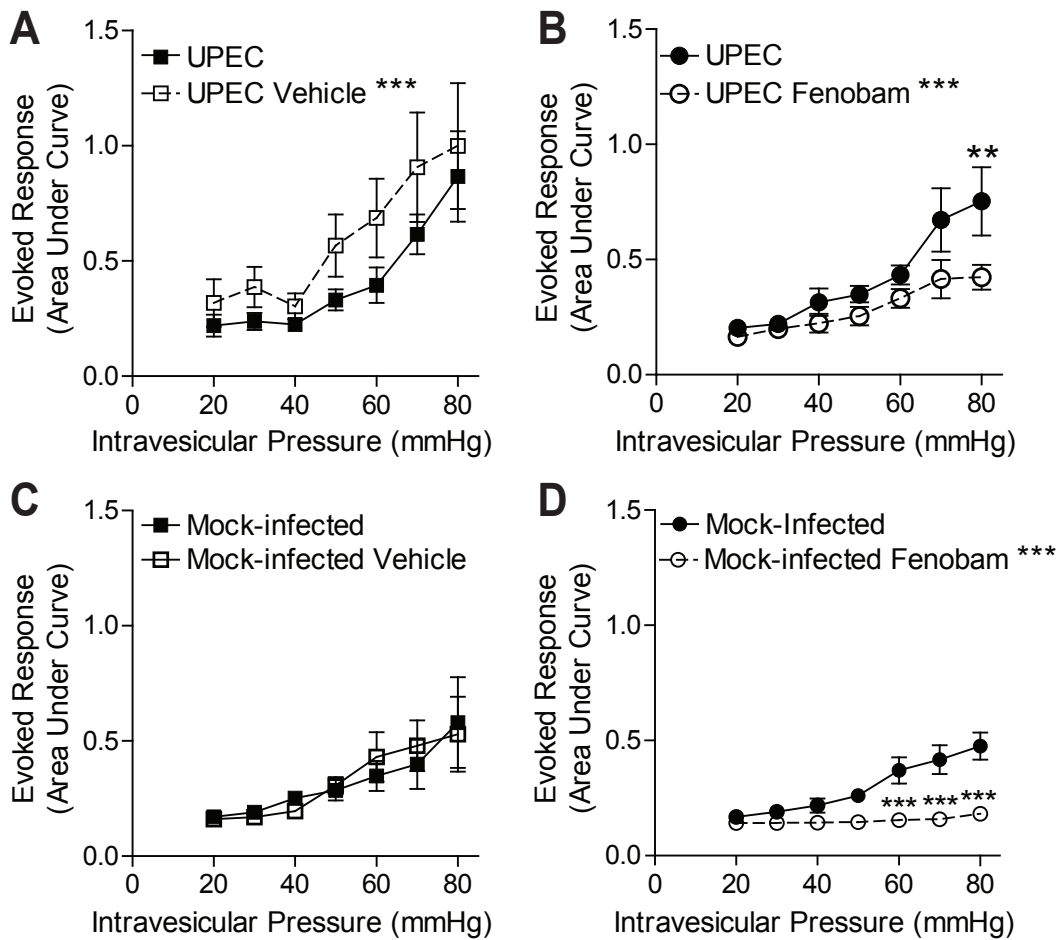 A
1.5
UPEC
UPEC Vehicle ***
1.0
0.5
0.0
Evoked Response
(Area Under Curve)
0 20 40 60 80
Intravesicular Pressure (mmHg)
B
1.5
UPEC
UPEC Fenobam ***
**
1.0
0.5
0.0
Evoked Response
(Area Under Curve)
0 20 40 60 80
Intravesicular Pressure (mmHg)
C
1.5
Mock-infected
Mock-infected Vehicle
1.0
0.5
0.0
Evoked Response
(Area Under Curve)
0 20 40 60 80
Intravesicular Pressure (mmHg)
D
1.5
Mock-Infected
Mock-infected Fenobam ***
1.0
0.5
0.0
*** *** ***
Evoked Response
(Area Under Curve)
0 20 40 60 80
Intravesicular Pressure (mmHg)